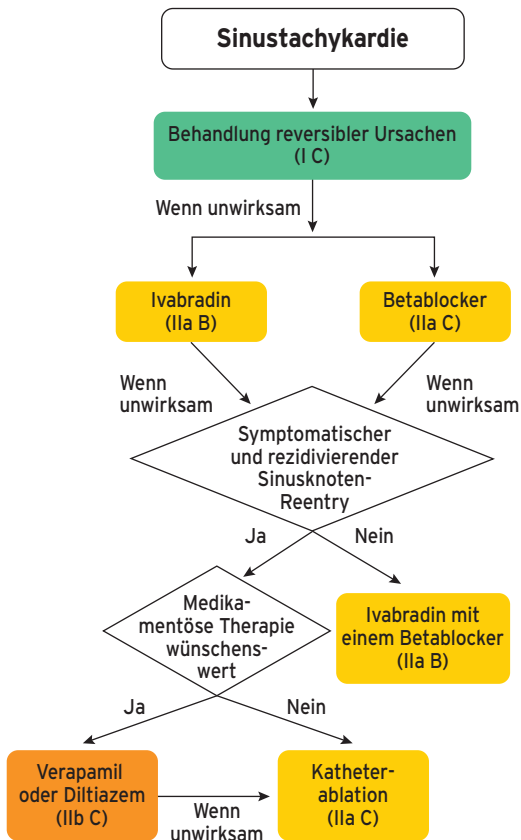 Sinustachykardie
Behandlung reversibler Ursachen
(I C)
Wenn unwirksam
Ivabradin
(IIa B)
Betablocker
(IIa C)
Wenn
unwirksam
Wenn
unwirksam
Symptomatischer
und rezidivierender
Sinusknoten-
Reentry
Ja
Nein
Medika-
mentöse Therapie
wünschens-
wert
Ivabradin mit
einem Betablocker
(IIa B)
Ja
Nein
Verapamil
oder Diltiazem
(IIb C)
Wenn
unwirksam
Katheter-
ablation
(IIa C)